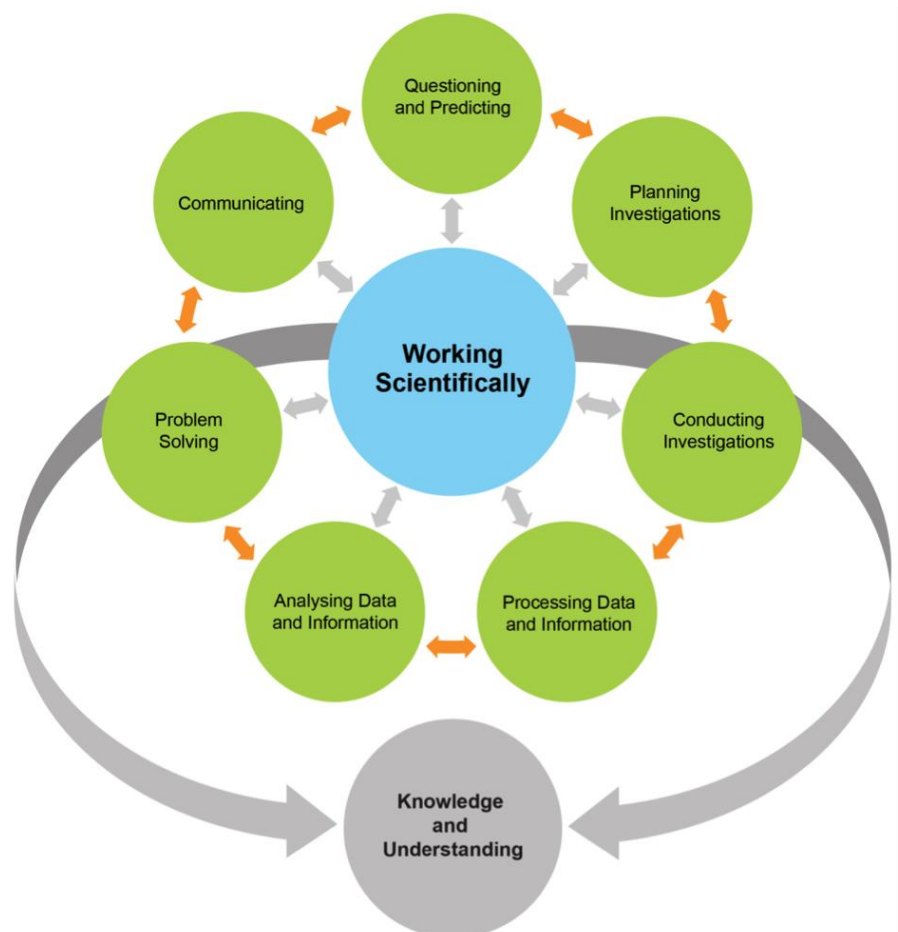 Questioning
and Predicting
Communicating
Planning
Investigations
Working
Scientifically
Problem
Solving
Conducting
Investigations
Analysing Data
and Information
Processing Data
and Information
Knowledge
and
Understanding